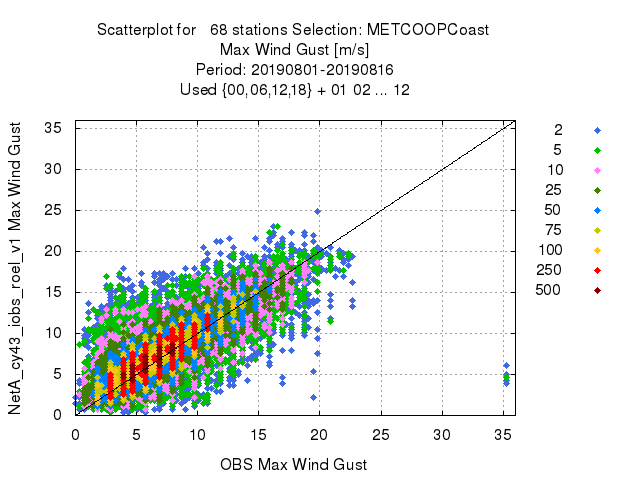 Scatterplot for 68 stations Selection: METCOOPCoast
Max Wind Gust [m/s]
Period: 20190801-20190816
Used {00,06,12,18} + 01 02 ... 12
NetA_cy43_iobs_roel_v1 Max Wind Gust
35
30
25
20
15
10
5
0
0 5 10 15 20 25 30 35
OBS Max Wind Gust
2
5
10
25
50
75
100
250
500